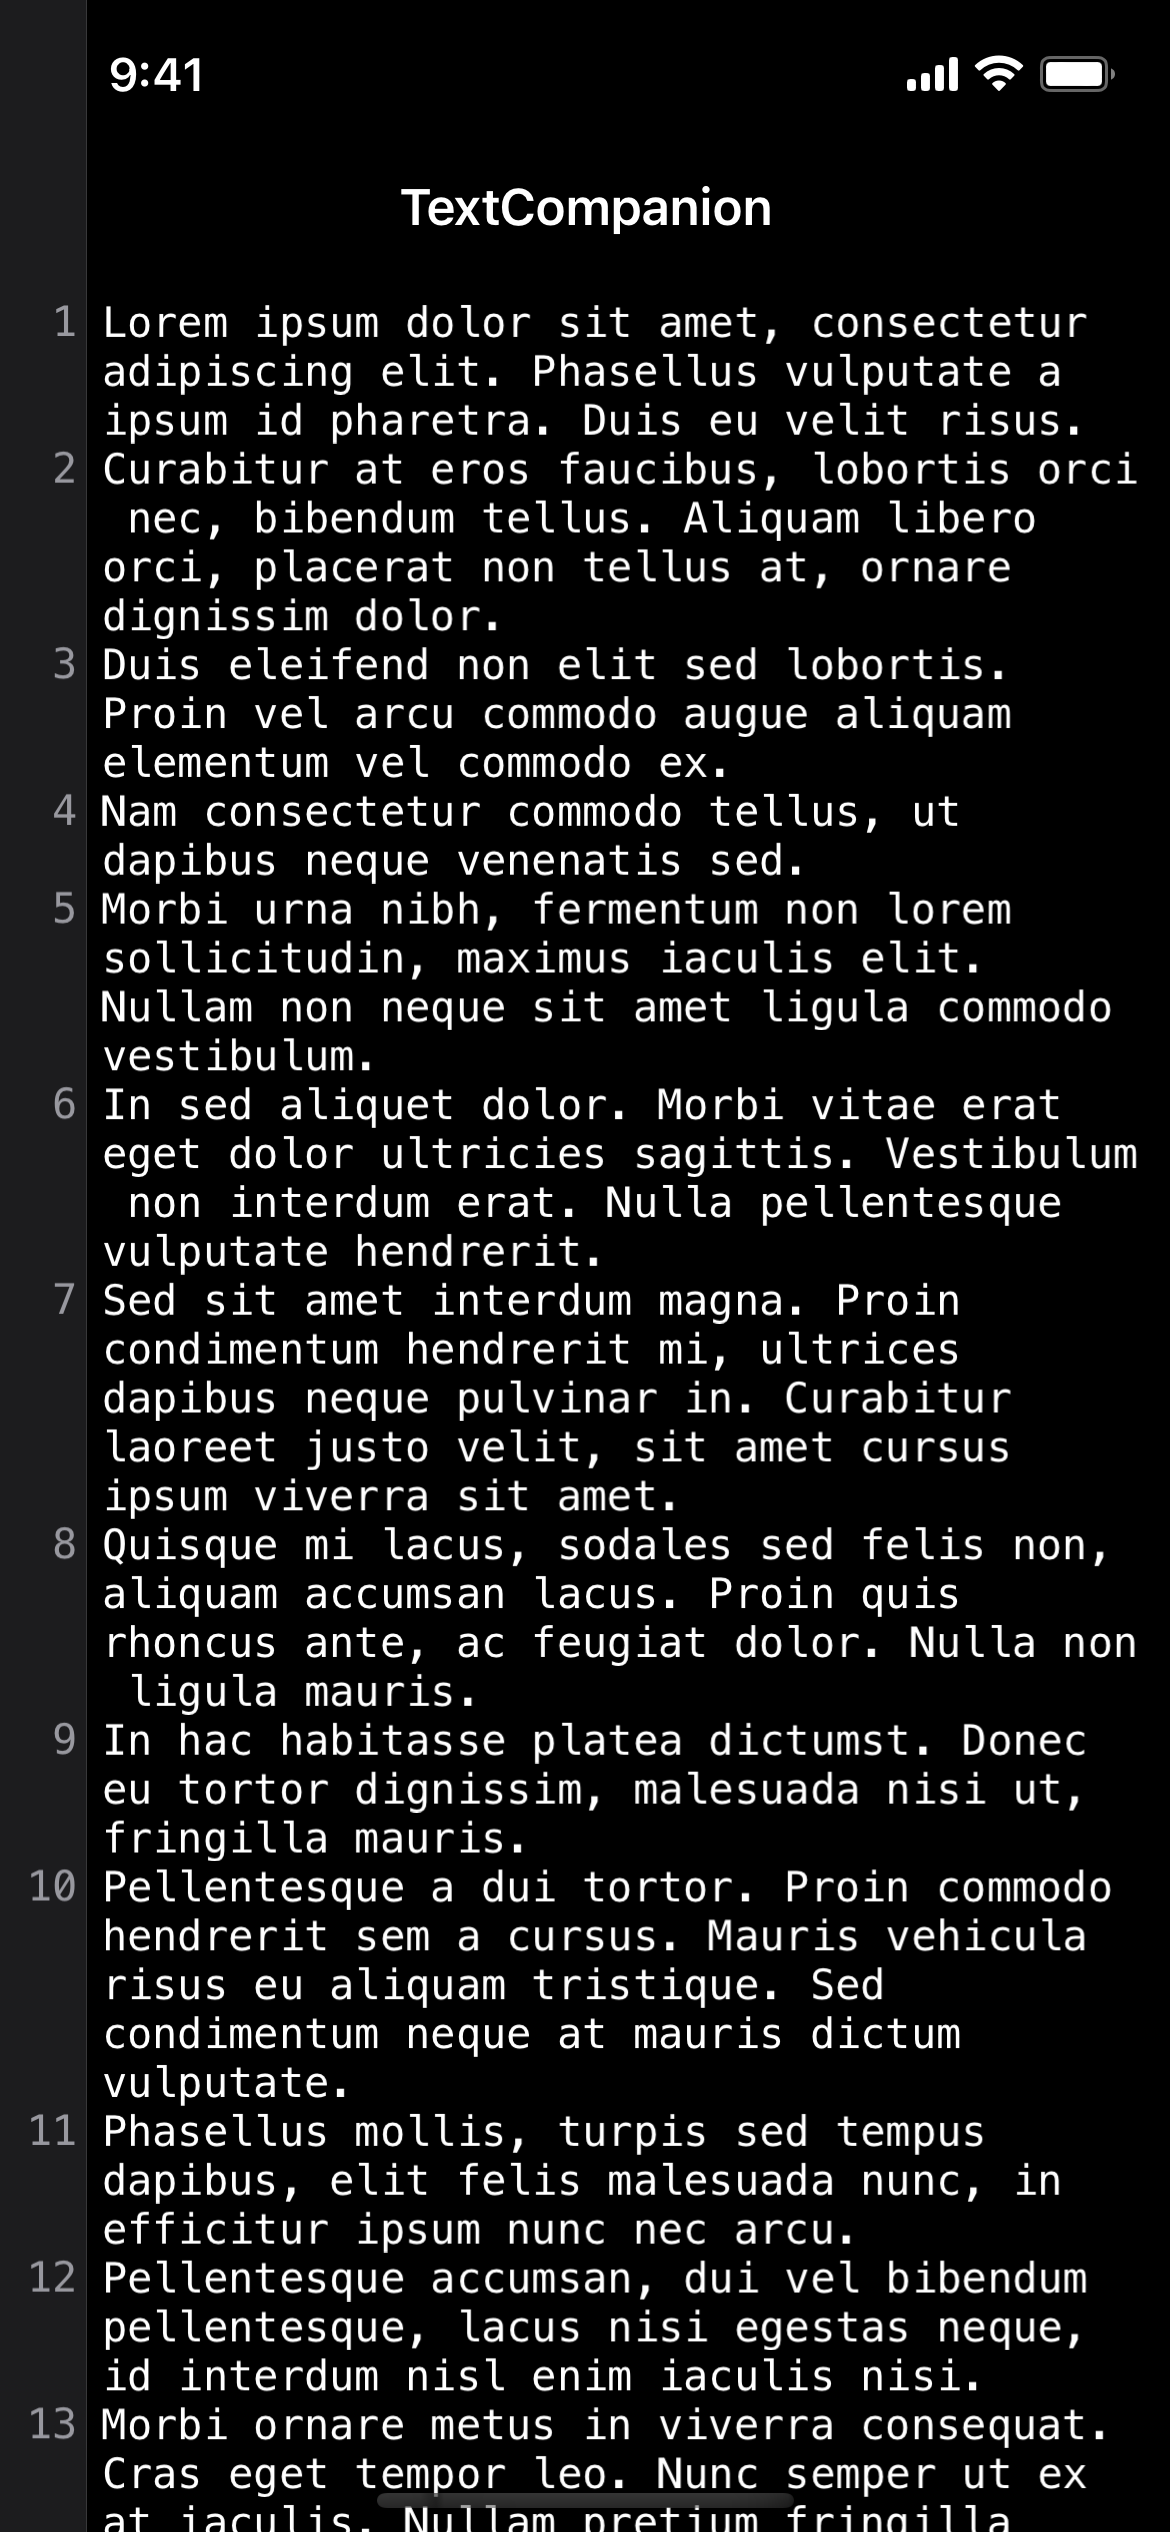 9:41
TextCompanion
1 Lorem ipsum dolor sit amet, consectetur
adipiscing elit. Phasellus vulputate a
ipsum id pharetra. Duis eu velit risus.
2 Curabitur at eros faucibus, lobortis orci
nec, bibendum tellus. Aliquam libero
orci, placerat non tellus at, ornare
dignissim dolor.
3 Duis eleifend non elit sed lobortis.
Proin vel arcu commodo augue aliquam
elementum vel commodo ex.
4 Nam consectetur commodo tellus, ut
dapibus neque venenatis sed.
5 Morbi urna nibh, fermentum non lorem
sollicitudin, maximus iaculis elit.
Nullam non neque sit amet ligula commodo
vestibulum.
6 In sed aliquet dolor. Morbi vitae erat
eget dolor ultricies sagittis. Vestibulum
non interdum erat. Nulla pellentesque
vulputate hendrerit.
7 Sed sit amet interdum magna. Proin
condimentum hendrerit mi, ultrices
dapibus neque pulvinar in. Curabitur
laoreet justo velit, sit amet cursus
ipsum viverra sit amet.
8 Quisque mi lacus, sodales sed felis non,
aliquam accumsan lacus. Proin quis
rhoncus ante, ac feugiat dolor. Nulla non
ligula mauris.
9 In hac habitasse platea dictumst. Donec
eu tortor dignissim, malesuada nisi ut,
fringilla mauris.
10 Pellentesque a dui tortor. Proin commodo
hendrerit sem a cursus. Mauris vehicula
risus eu aliquam tristique. Sed
condimentum neque at mauris dictum
vulputate.
11 Phasellus mollis, turpis sed tempus
dapibus, elit felis malesuada nunc, in
efficitur ipsum nunc nec arcu.
12 Pellentesque accumsan, dui vel bibendum
pellentesque, lacus nisi egestas neque,
id interdum nisl enim iaculis nisi.
13 Morbi ornare metus in viverra consequat.
Cras eget tempor leo. Nunc semper ut ex
at iaculis. Nullam pretium fringilla